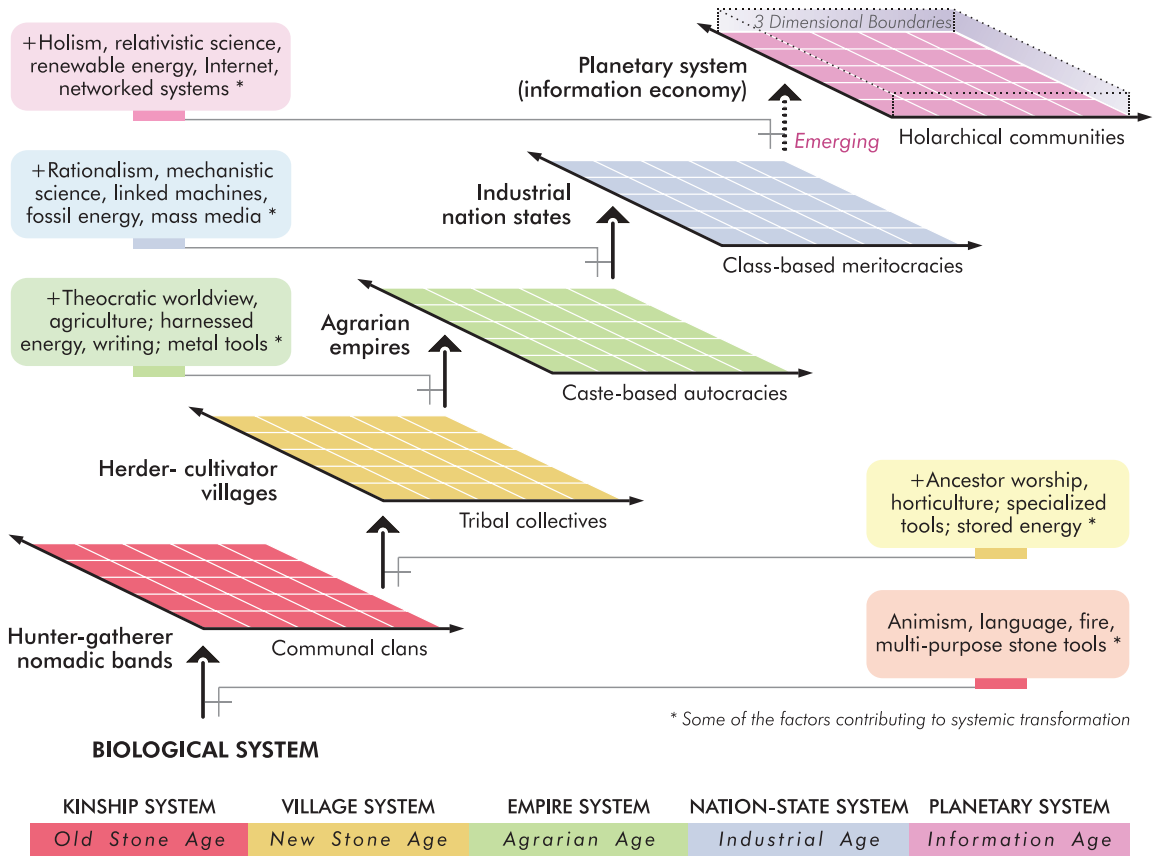 3 Dimensional Boundaries
+Holism, relativistic science,
renewable energy, Internet,
networked systems *
Planetary system
(information economy)
Emerging
Holarchical communities
+Rationalism, mechanistic
science, linked machines,
fossil energy, mass media *
Industrial
nation states
Class-based meritocracies
+Theocratic worldview,
agriculture; harnessed
energy, writing; metal tools *
Agrarian
empires
Caste-based autocracies
Herder- cultivator
villages
Tribal collectives
+Ancestor worship,
horticulture; specialized
tools; stored energy *
Hunter-gatherer
nomadic bands
Communal clans
Animism, language, fire,
multi-purpose stone tools *
* Some of the factors contributing to systemic transformation
BIOLOGICAL SYSTEM
KINSHIP SYSTEM VILLAGE SYSTEM EMPIRE SYSTEM NATION-STATE SYSTEM PLANETARY SYSTEM
Old Stone Age New Stone Age Agrarian Age Industrial Age Information Age